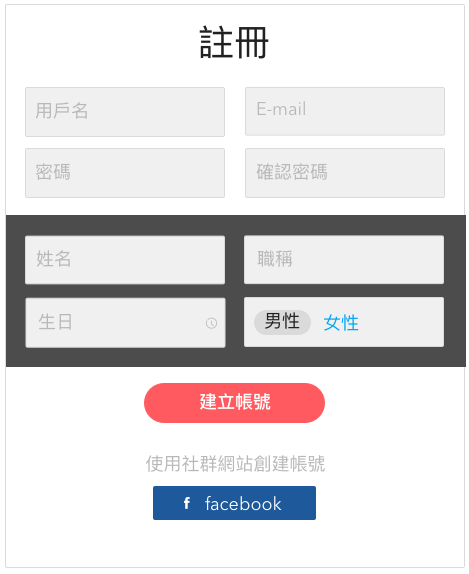 註冊
用戶名
E-mail
密碼
確認密碼
姓名
職稱
生日
男性 女性
建立帳號
使用社群網站創建帳號
f facebook